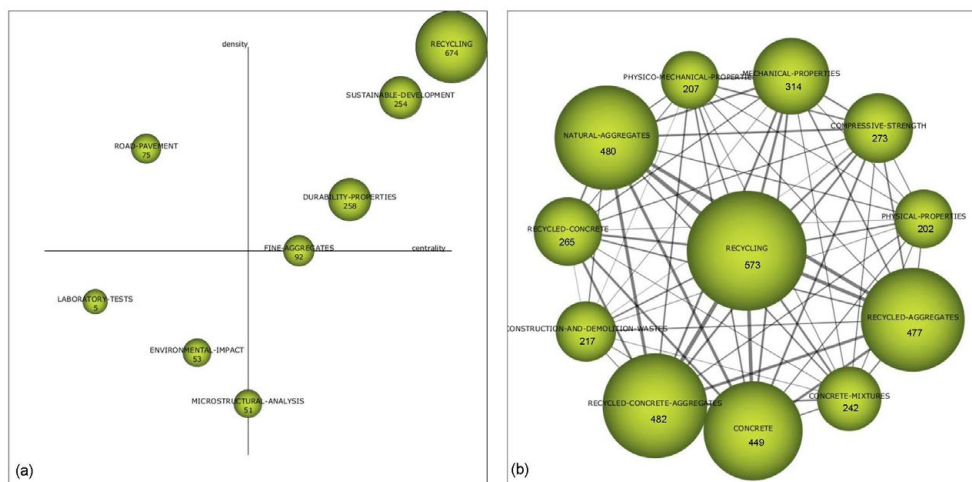 density
RECYCLING
674
SUSTAINABLE-DEVELOPMENT
254
ROAD-PAVEMENT
75
DURABILITY-PROPERTIES
258
FINE-AGGREGATES
92
centrality
LABORATORY-TESTS
5
ENVIRONMENTAL-IMPACT
53
MICROSTRUCTURAL-ANALYSIS
51
(a)
MECHANICAL-PROPERTIES
314
PHYSICO-MECHANICAL-PROPERTIE
207
COMPRESSIVE-STRENGTH
273
NATURAL-AGGREGATES
480
PHYSICAL-PROPERTIES
202
RECYCLED-CONCRETE
265
RECYCLING
573
RECYCLED-AGGREGATES
477
CONSTRUCTION-AND-DEMOLITION-WASTES
217
CONCRETE-MIXTURES
242
RECYCLED-CONCRETE-AGGREGATES
482
CONCRETE
449
(b)